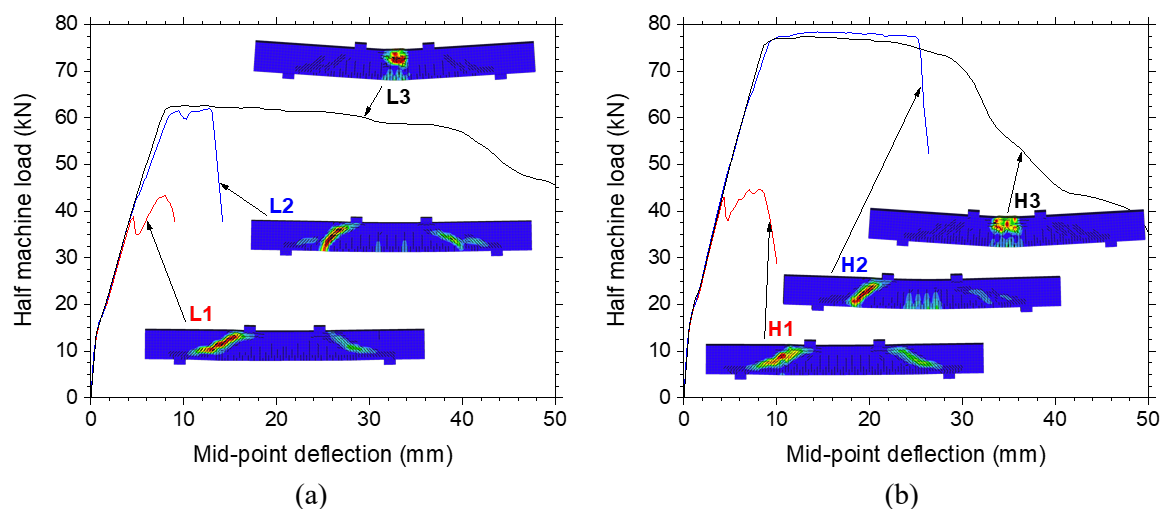 80
70
60
50
40
30
20
10
0
Half machine load (kN)
L3
L2
L1
0 10 20 30 40 50
Mid-point deflection (mm)
(a)
80
70
60
50
40
30
20
10
0
Half machine load (kN)
H3
H2
H1
0 10 20 30 40 50
Mid-point deflection (mm)
(b)